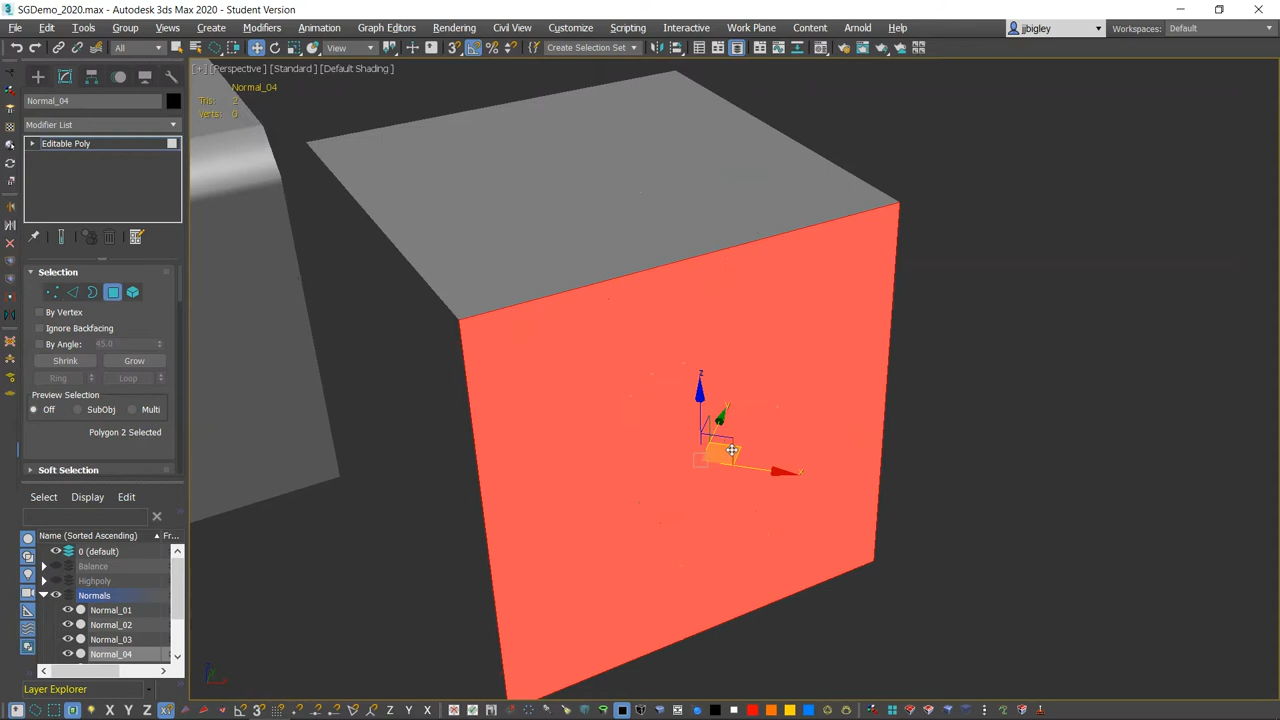 SGDemo_2020.max - Autodesk 3ds Max 2020 - Student Version
File Edit Tools Group Views Create Modifiers Animation Graph Editors Rendering Civil View Customize Scripting Interactive Work Plane Content Arnold Help jjbigley Workspaces: Default
All View Create Selection Set
[+] [Perspective] [Standard] [Default Shading]
Normal_04
Tris: 2
Verts: 0
Normal_04
Modifier List
Editable Poly
Selection
By Vertex
Ignore Backfacing
By Angle: 45.0
Shrink Grow
Ring Loop
Preview Selection
Off SubObj Multi
Polygon 2 Selected
Soft Selection
Select Display Edit
Name (Sorted Ascending) Fr...
0 (default)
Balance
Highpoly
Normals
Normal_01
Normal_02
Normal_03
Normal_04
Layer Explorer
z
y
x
X Y Z XY
Z Y X